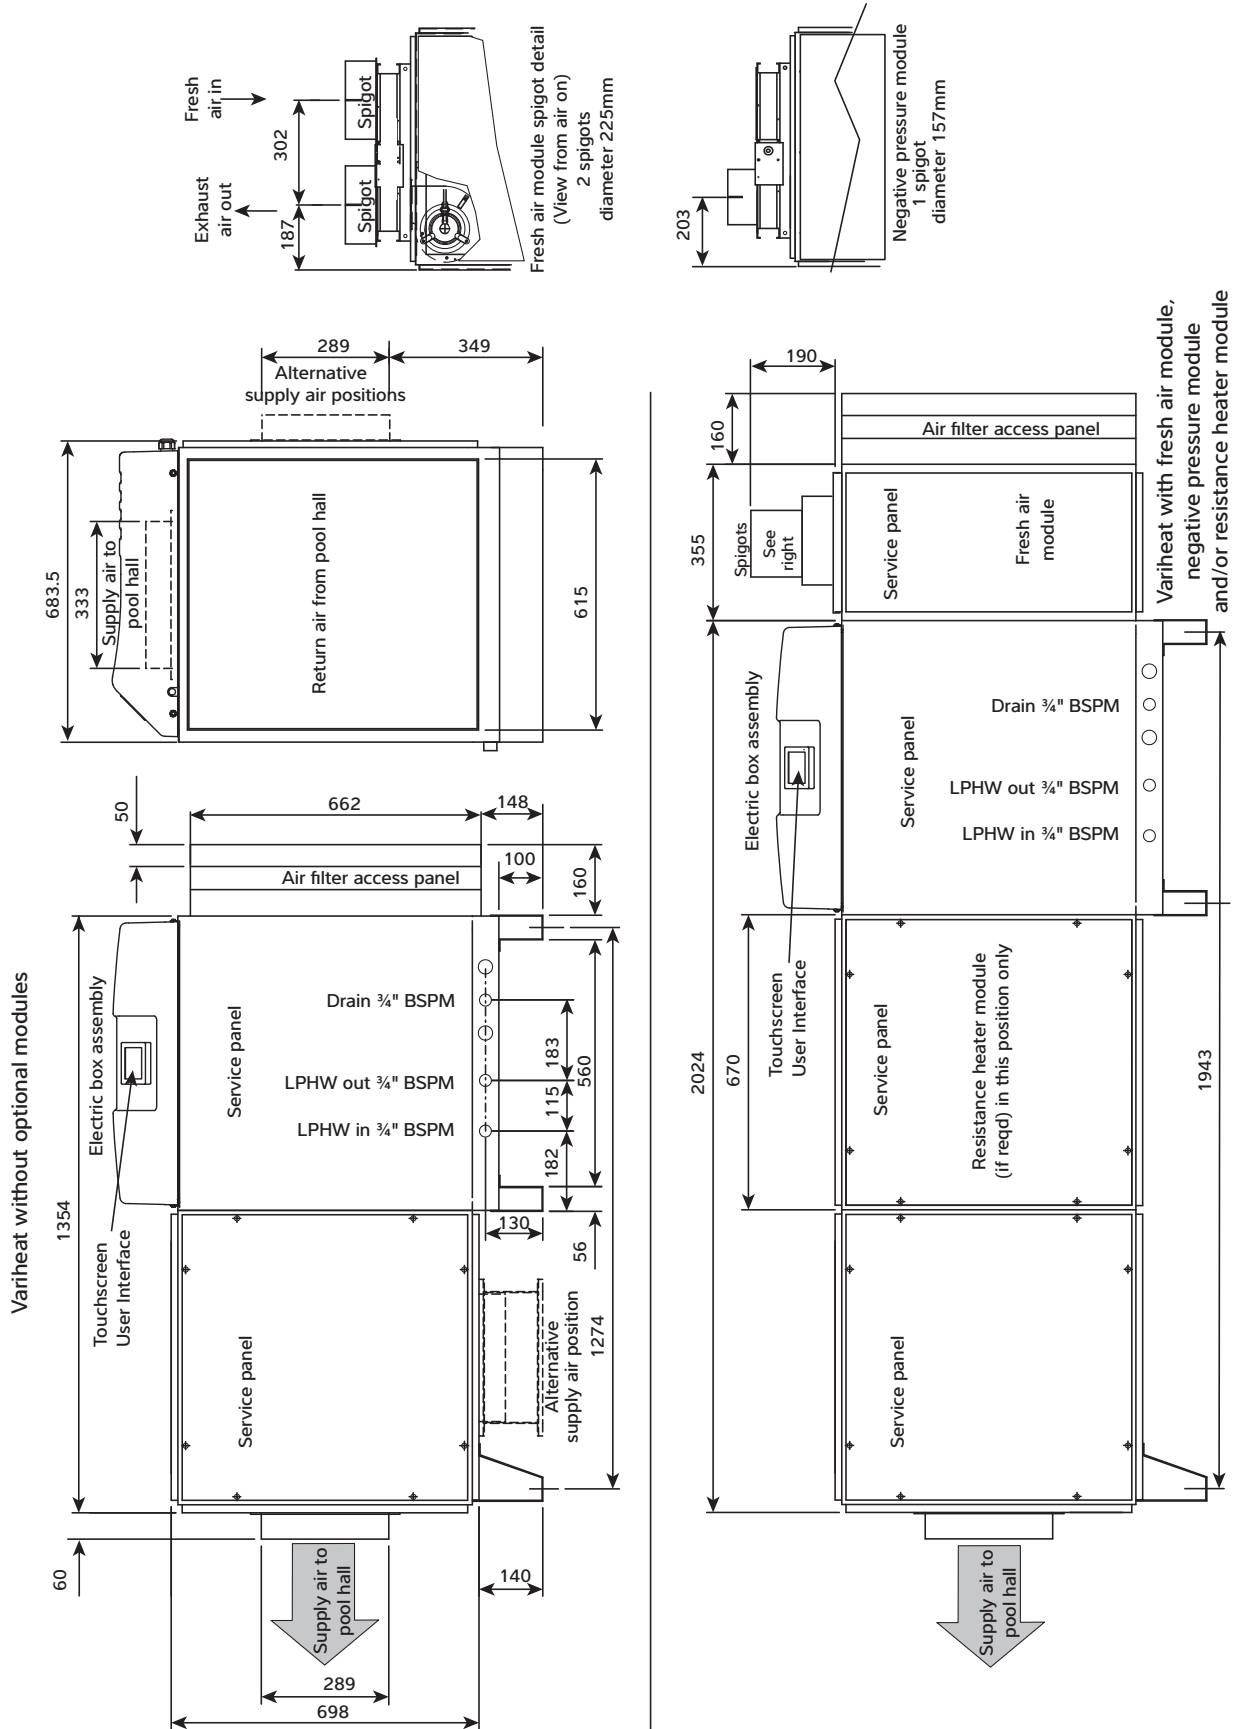 Variheat without optional modules
1354
60
Touchscreen
User Interface
Electric box assembly
Service panel
Service panel
Drain ¾" BSPM
LPHW out ¾" BSPM
LPHW in ¾" BSPM
Air filter access panel
50
662
148
100
160
183
560
115
182
130
56
Alternative
supply air position
1274
140
Supply air to
pool hall
289
698
683.5
333
Supply air to
pool hall
Return air from pool hall
615
289
349
Alternative
supply air positions
Fresh
air in
Exhaust
air out
302
187
Spigot
Spigot
Fresh air module spigot detail
(View from air on)
2 spigots
diameter 225mm
203
Negative pressure module
1 spigot
diameter 157mm
Variheat with fresh air module,
negative pressure module
and/or resistance heater module
190
160
355
Air filter access panel
Spigots
See
right
Service panel
Fresh air
module
Electric box assembly
Service panel
Drain ¾" BSPM
LPHW out ¾" BSPM
LPHW in ¾" BSPM
Touchscreen
User Interface
2024
670
Service panel
Resistance heater module
(if reqd) in this position only
1943
Service panel
Supply air to
pool hall